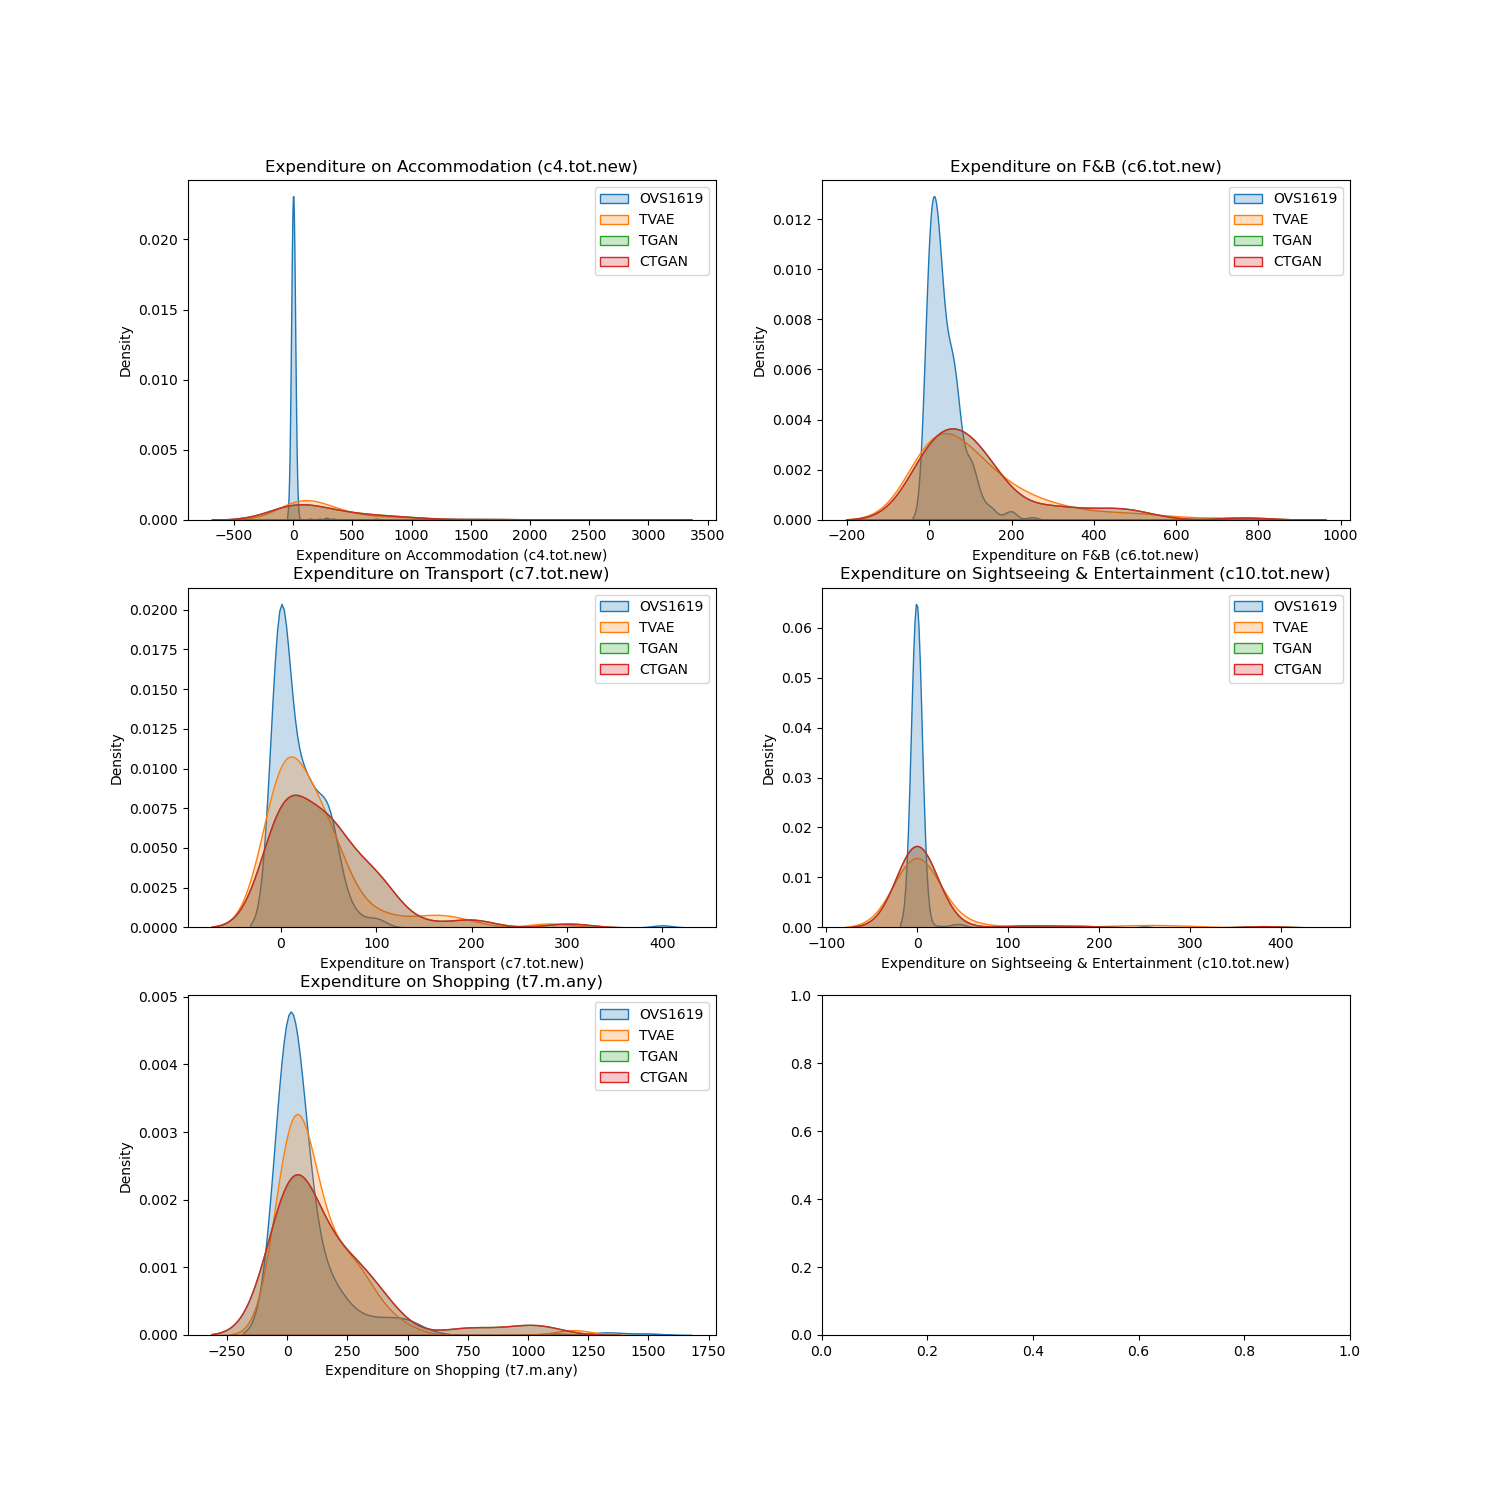 Expenditure on Accommodation (c4.tot.new)
OVS1619
TVAE
TGAN
CTGAN
0.020
0.015
0.010
0.005
0.000
Density
−500 0 500 1000 1500 2000 2500 3000 3500
Expenditure on Accommodation (c4.tot.new)
Expenditure on F&B (c6.tot.new)
OVS1619
TVAE
TGAN
CTGAN
0.012
0.010
0.008
0.006
0.004
0.002
0.000
Density
−200 0 200 400 600 800 1000
Expenditure on F&B (c6.tot.new)
Expenditure on Transport (c7.tot.new)
OVS1619
TVAE
TGAN
CTGAN
0.0200
0.0175
0.0150
0.0125
0.0100
0.0075
0.0050
0.0025
0.0000
Density
0 100 200 300 400
Expenditure on Transport (c7.tot.new)
Expenditure on Sightseeing & Entertainment (c10.tot.new)
OVS1619
TVAE
TGAN
CTGAN
0.06
0.05
0.04
0.03
0.02
0.01
0.00
Density
−100 0 100 200 300 400
Expenditure on Sightseeing & Entertainment (c10.tot.new)
Expenditure on Shopping (t7.m.any)
OVS1619
TVAE
TGAN
CTGAN
0.005
0.004
0.003
0.002
0.001
0.000
Density
−250 0 250 500 750 1000 1250 1500 1750
Expenditure on Shopping (t7.m.any)
1.0
0.8
0.6
0.4
0.2
0.0
0.0 0.2 0.4 0.6 0.8 1.0